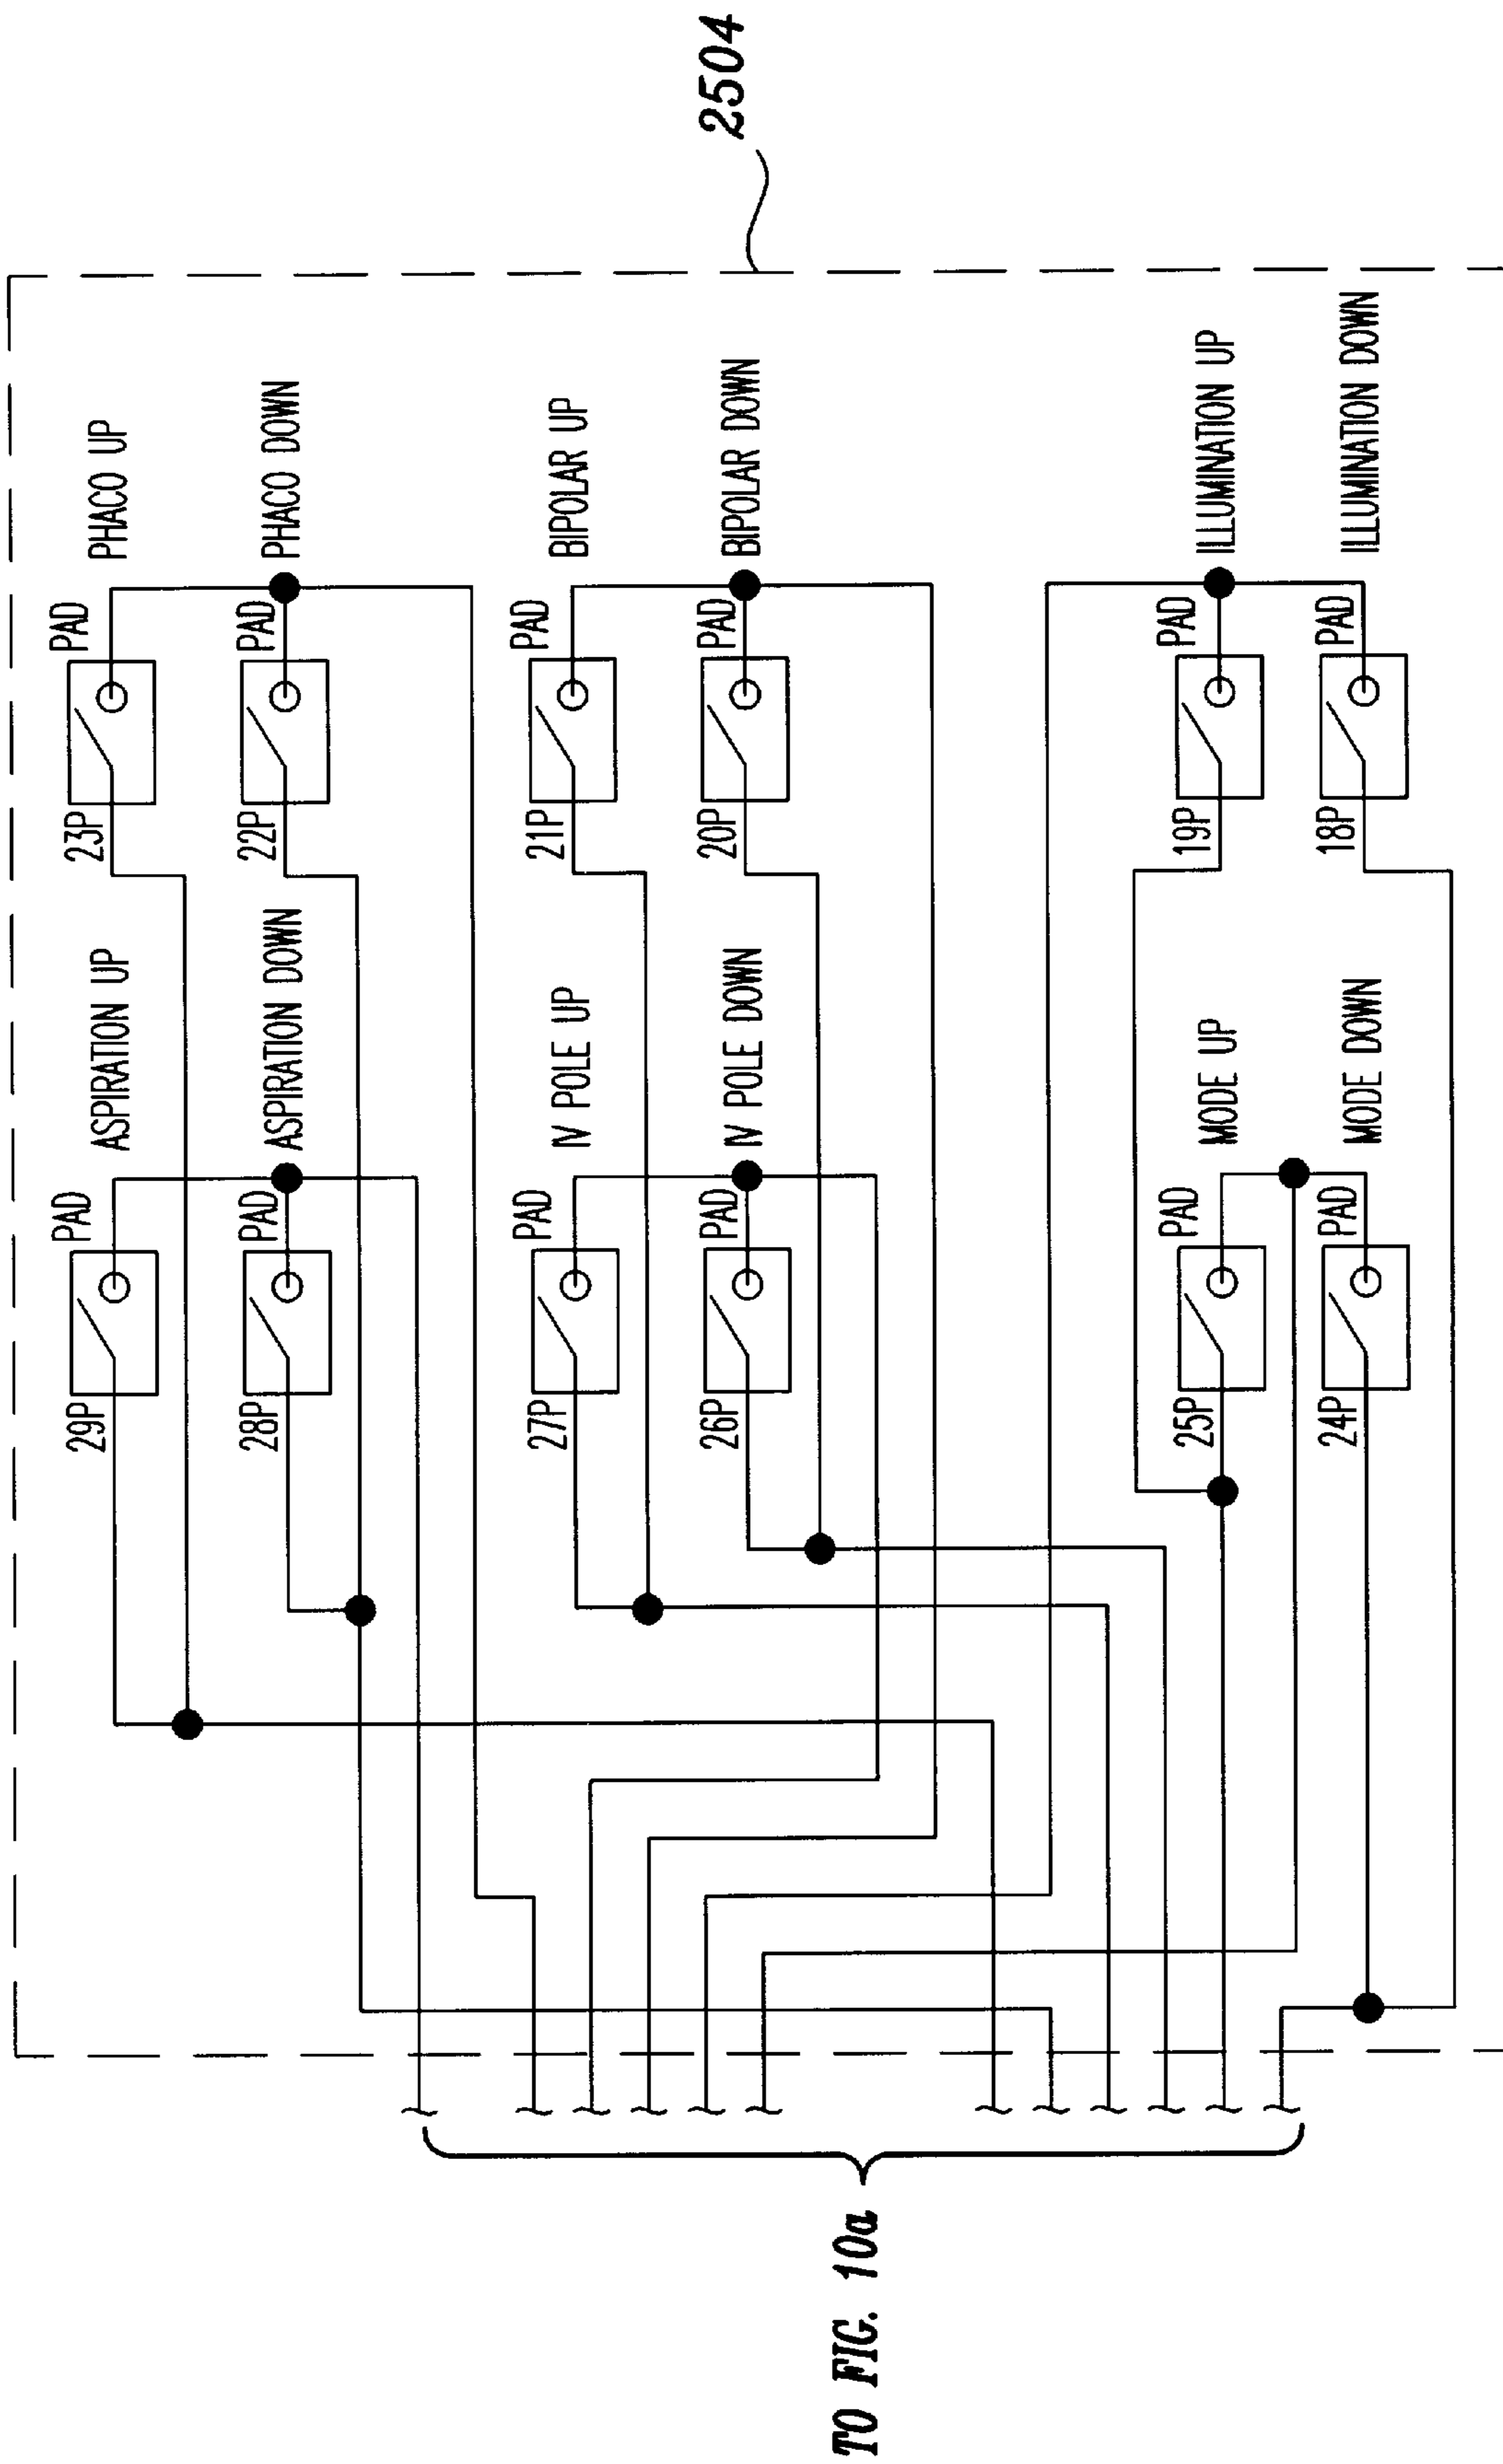 2504
PHACO UP
PHACO DOWN
BIPOLAR UP
BIPOLAR DOWN
ILLUMINATION UP
ILLUMINATION DOWN
PAD
PAD
PAD
PAD
PAD
PAD
23P
22P
21P
20P
19P
18P
ASPIRATION UP
ASPIRATION DOWN
IV POLE UP
IV POLE DOWN
MODE UP
MODE DOWN
PAD
PAD
PAD
PAD
PAD
PAD
29P
28P
27P
26P
25P
24P
TO FIG. 10a